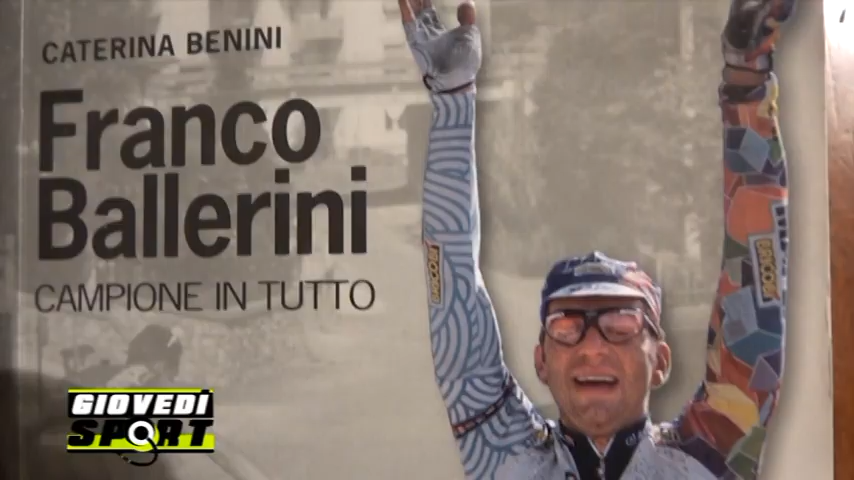 CATERINA BENINI
Franco
Ballerini
CAMPIONE IN TUTTO
GIOVEDÌ
SPORT